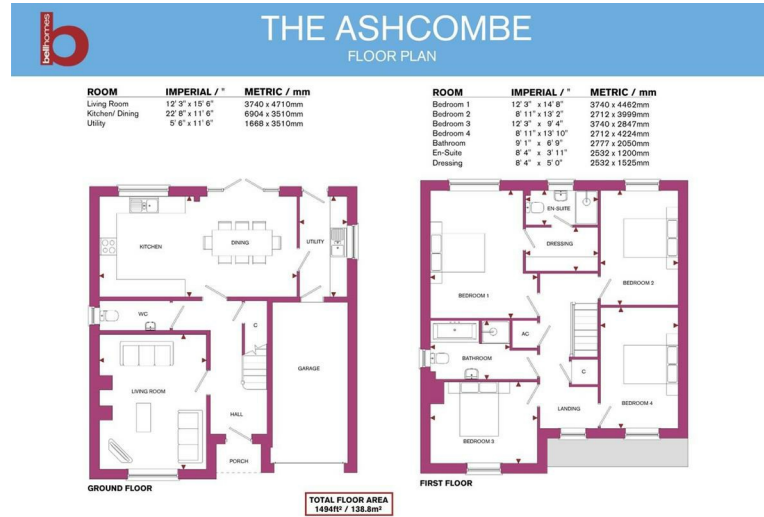 bellhomes
b
THE ASHCOMBE
FLOOR PLAN
ROOM IMPERIAL / " METRIC / mm
Living Room 12' 3" x 15' 6" 3740 x 4710mm
Kitchen/ Dining 22' 8" x 11' 6" 6904 x 3510mm
Utility 5' 6" x 11' 6" 1668 x 3510mm
ROOM IMPERIAL / " METRIC / mm
Bedroom 1 12' 3" x 14' 8" 3740 x 4462mm
Bedroom 2 8' 11" x 13' 2" 2712 x 3999mm
Bedroom 3 12' 3" x 9' 4" 3740 x 2847mm
Bedroom 4 8' 11" x 13' 10" 2712 x 4224mm
Bathroom 9' 1" x 6' 9" 2777 x 2050mm
En-Suite 8' 4" x 3' 11" 2532 x 1200mm
Dressing 8' 4" x 5' 0" 2532 x 1525mm
KITCHEN
DINING
UTILITY
WC
C
GARAGE
LIVING ROOM
HALL
PORCH
GROUND FLOOR
EN-SUITE
DRESSING
BEDROOM 1
BEDROOM 2
AC
BATHROOM
C
BEDROOM 4
LANDING
BEDROOM 3
FIRST FLOOR
TOTAL FLOOR AREA
1494ft² / 138.8m²